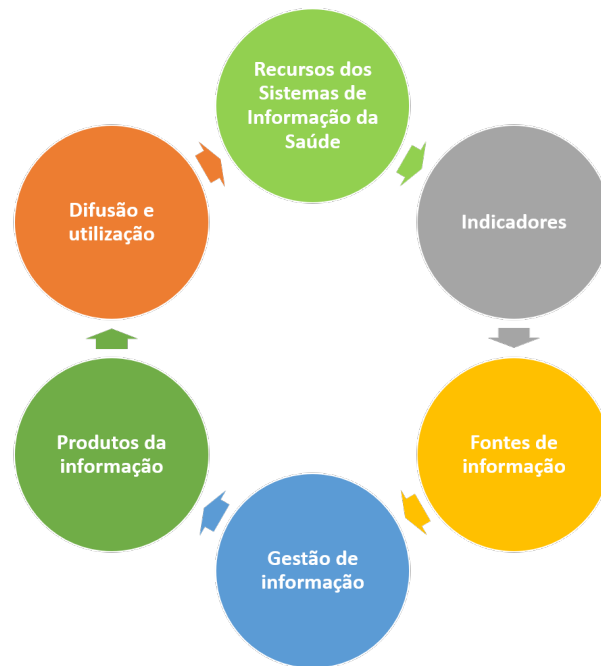 Recursos dos
Sistemas de
Informação da
Saúde
Indicadores
Fontes de
informação
Gestão de
informação
Produtos da
informação
Difusão e
utilização